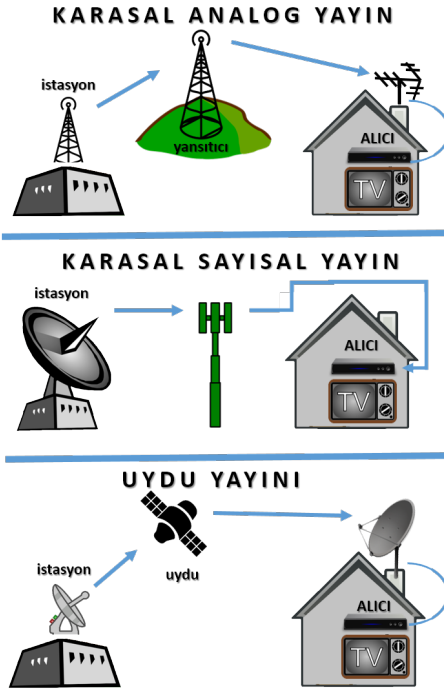 KARASAL ANALOG YAYIN
istasyon
yansıtıcı
ALICI
TV
KARASAL SAYISAL YAYIN
istasyon
ALICI
TV
UYDU YAYINI
istasyon
uydu
ALICI
TV